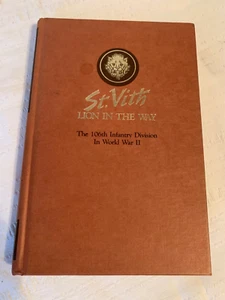 St. Vith
LION IN THE WAY
The 106th Infantry Division
In World War II